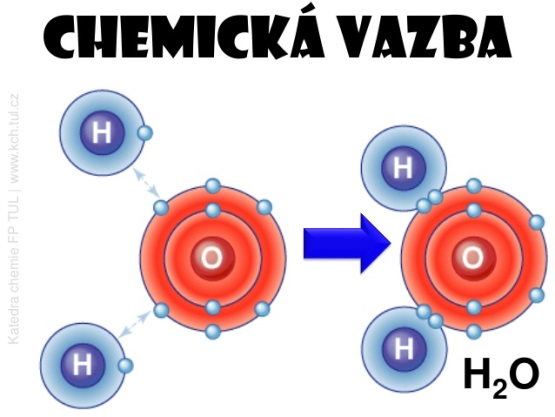 CHEMICKÁ VAZBA
Katedra chemie FP TUL | www.kch.tul.cz
H
H
O
H
O
H
H₂O